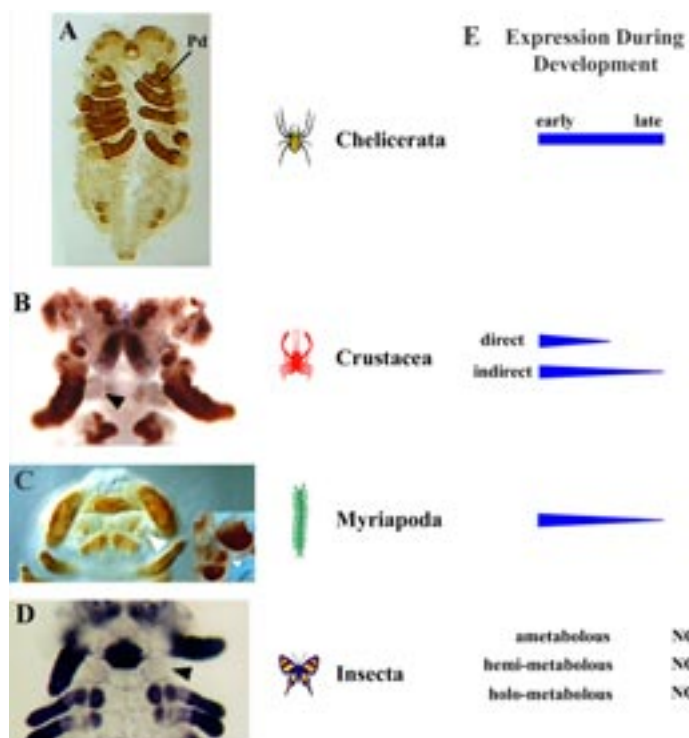 A
Pd
E
Expression During
Development
early late
Chelicerata
B
direct
indirect
Crustacea
C
Myriapoda
D
ametabolous
hemi-metabolous
holo-metabolous
Insecta